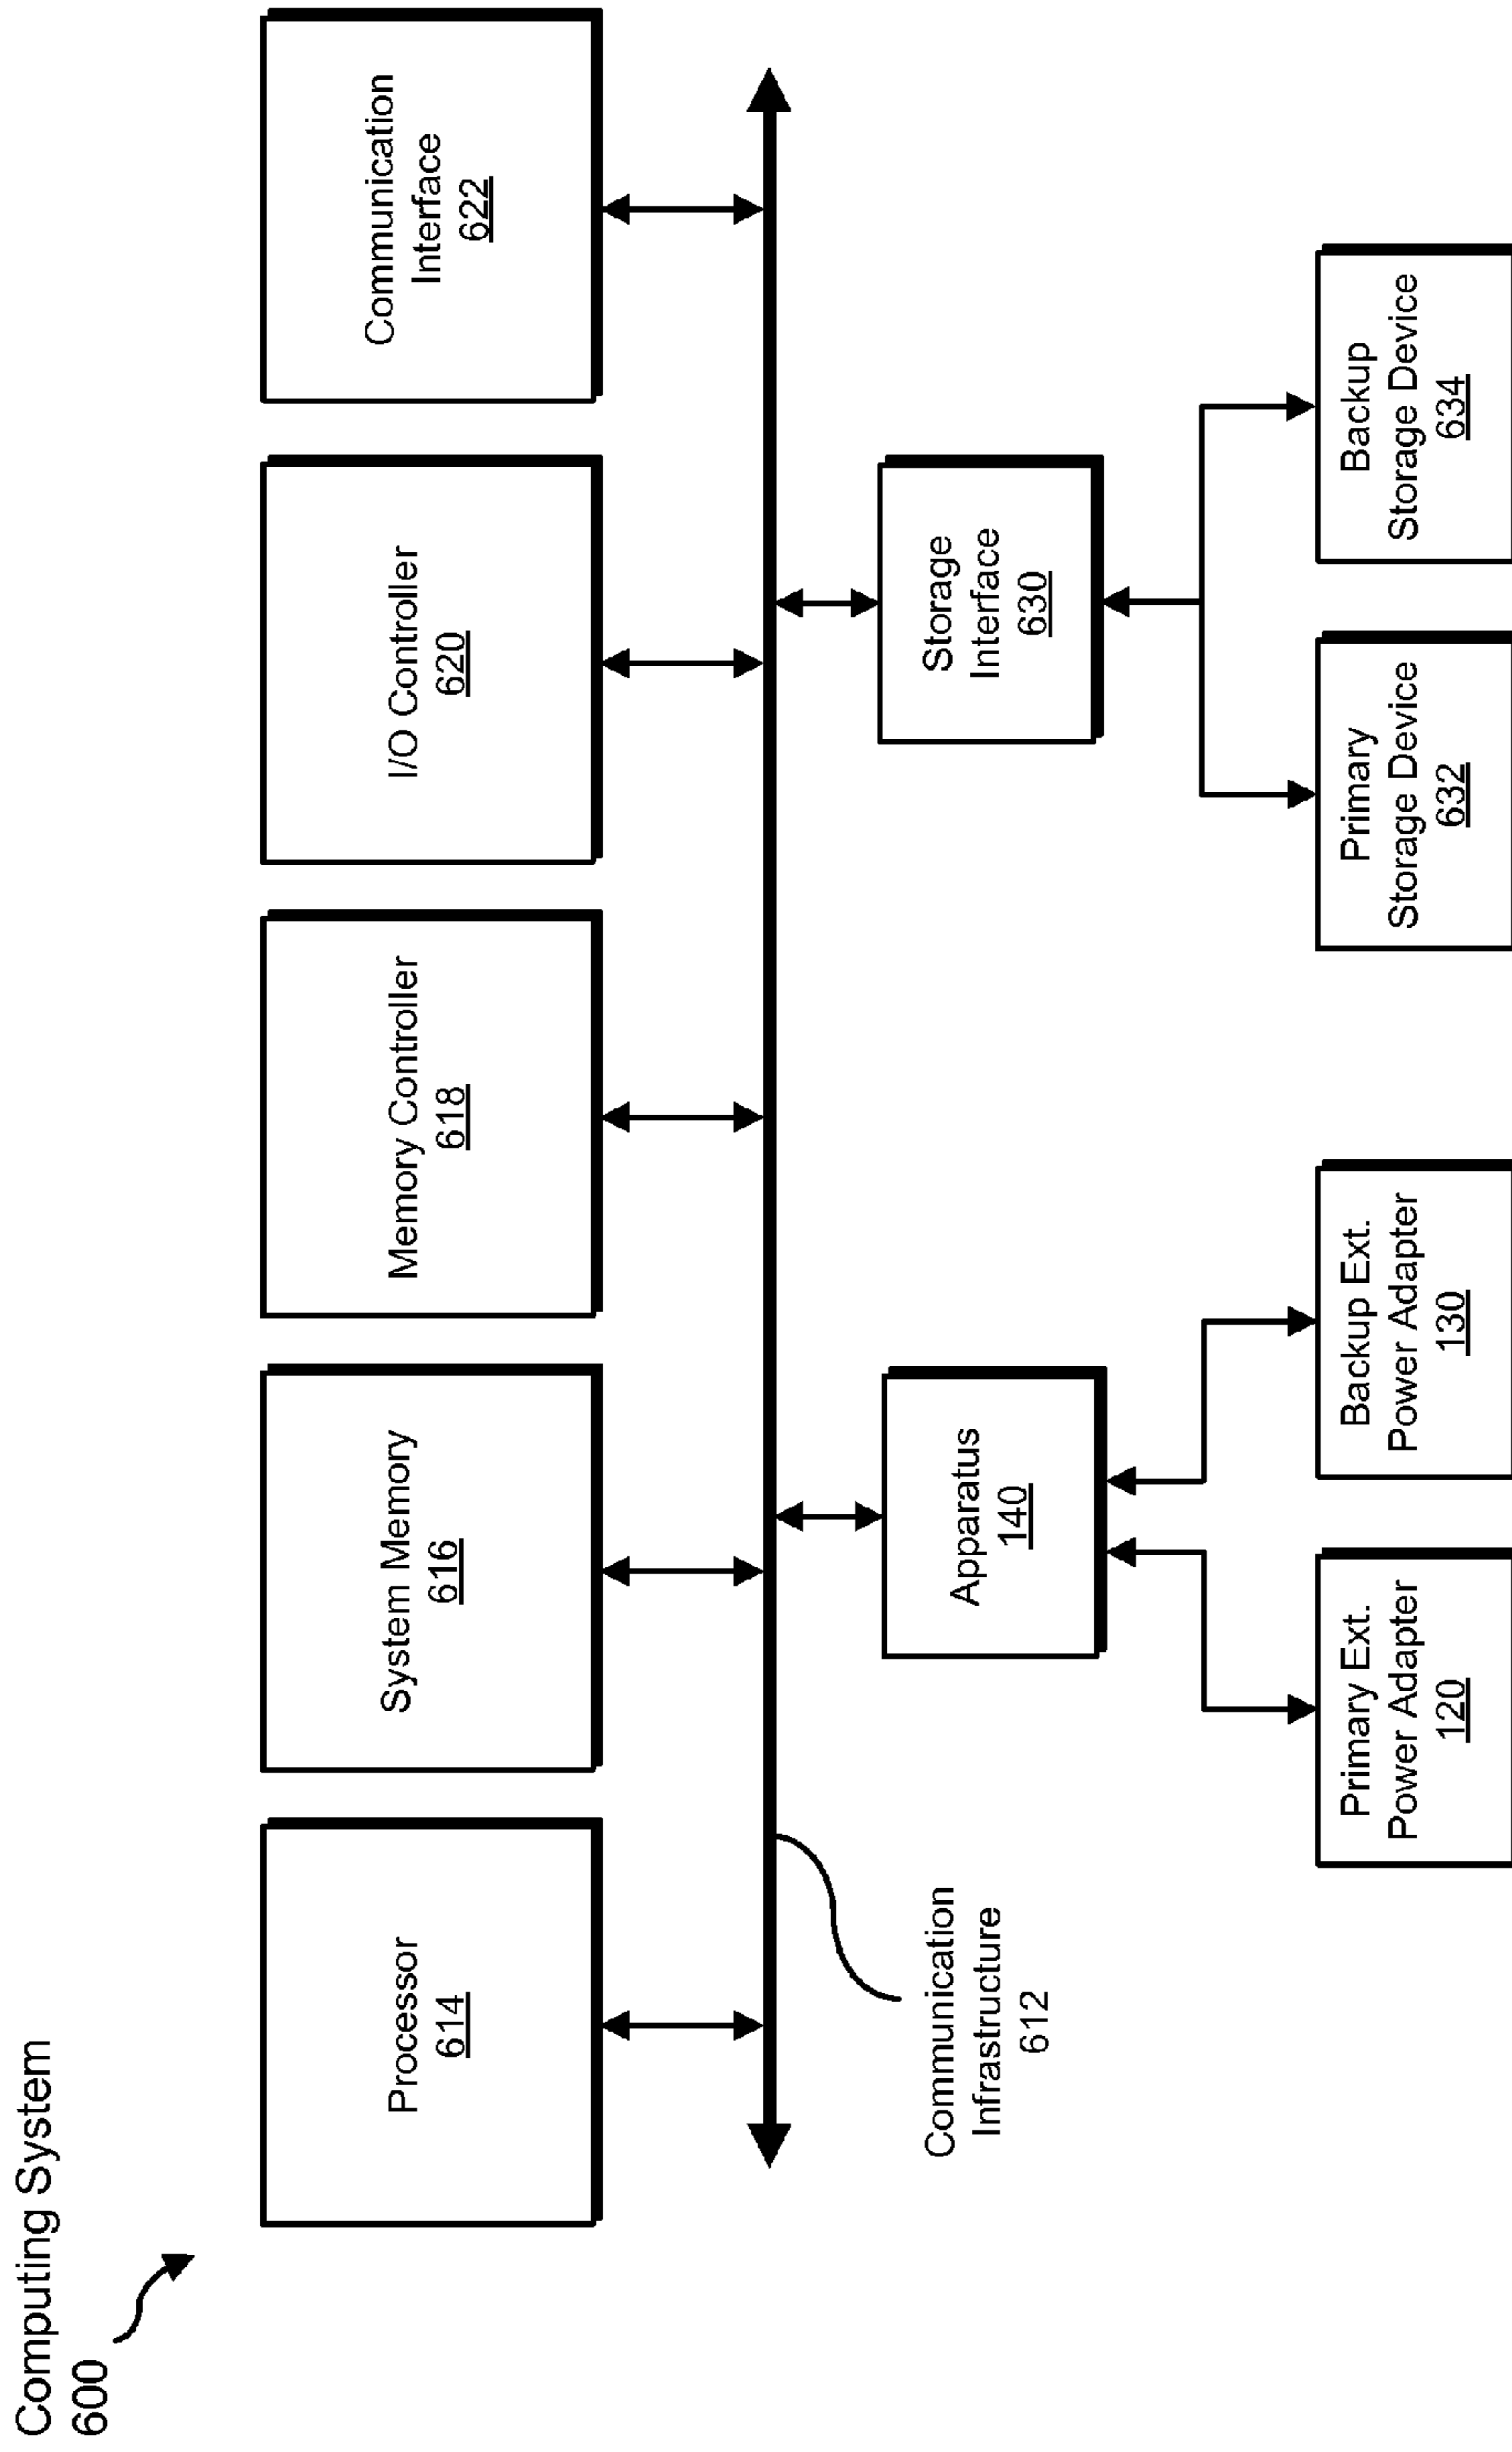 Computing System
600
Processor
614
System Memory
616
Memory Controller
618
I/O Controller
620
Communication
Interface
622
Communication
Infrastructure
612
Apparatus
140
Storage
Interface
630
Primary Ext.
Power Adapter
120
Backup Ext.
Power Adapter
130
Primary
Storage Device
632
Backup
Storage Device
634